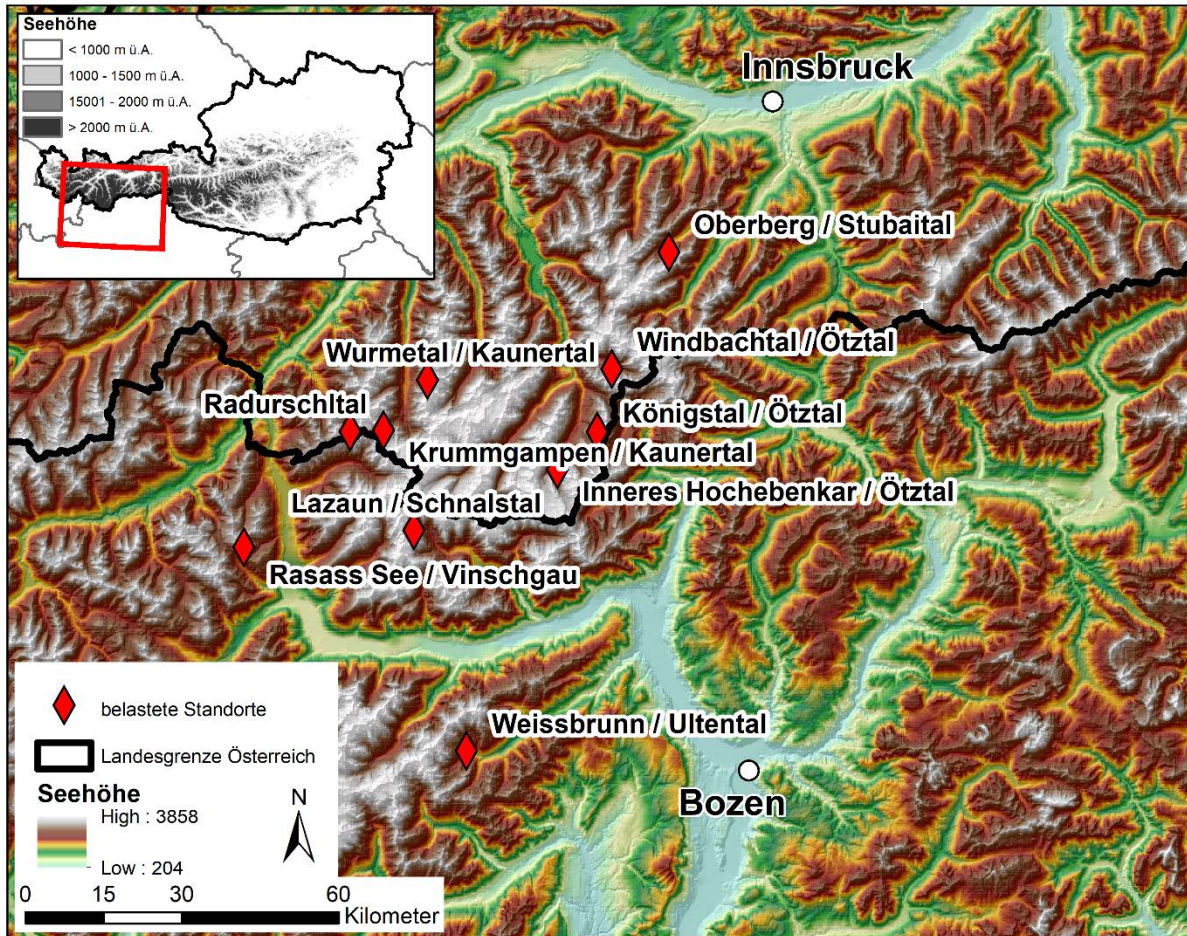 Seehöhe
< 1000 m ü.A.
1000 - 1500 m ü.A.
15001 - 2000 m ü.A.
> 2000 m ü.A.
Innsbruck
Oberberg / Stubaital
Windbachtal / Ötztal
Wurmetal / Kaunertal
Radurschltal
Königstal / Ötztal
Krummgampen / Kaunertal
Inneres Hochebenkar / Ötztal
Lazaun / Schnalstal
Rasass See / Vinschgau
Weissbrunn / Ultental
Bozen
belastete Standorte
Landesgrenze Österreich
Seehöhe
High : 3858
Low : 204
N
0 15 30 60
Kilometer